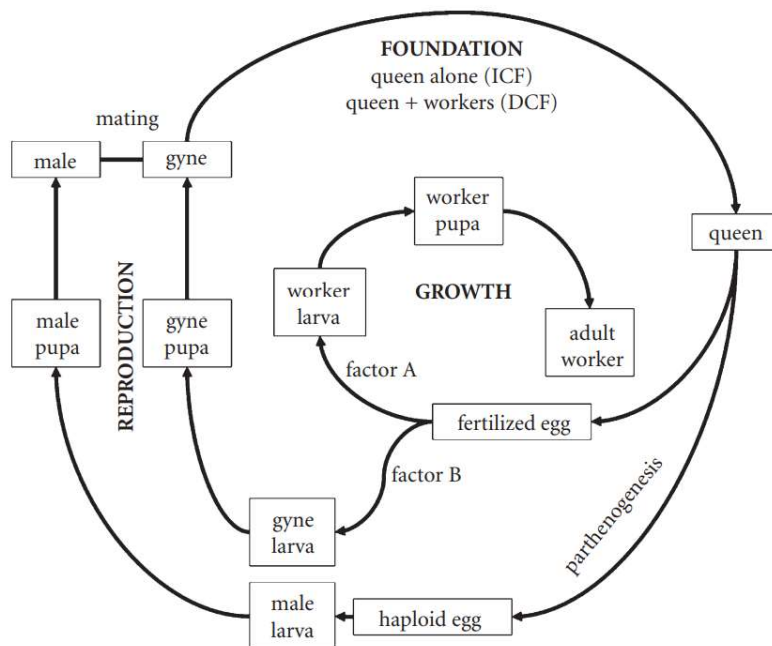 FOUNDATION
queen alone (ICF)
queen + workers (DCF)
mating
male
gyne
worker
pupa
queen
worker
larva
GROWTH
REPRODUCTION
male
pupa
gyne
pupa
adult
worker
factor A
fertilized egg
factor B
gyne
larva
parthenogenesis
male
larva
haploid egg